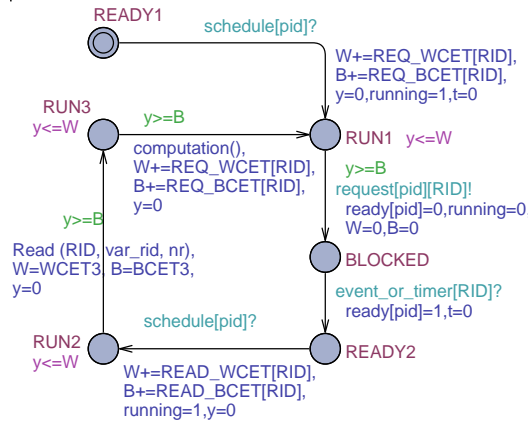 READY1
schedule[pid]?
W+=REQ_WCET[RID],
B+=REQ_BCET[RID],
y=0,running=1,t=0
RUN3
y<=W
y>=B
computation(),
W+=REQ_WCET[RID],
B+=REQ_BCET[RID],
y=0
RUN1 y<=W
y>=B
request[pid][RID]!
ready[pid]=0,running=0,
W=0,B=0
y>=B
Read (RID, var_rid, nr),
W=WCET3, B=BCET3,
y=0
BLOCKED
event_or_timer[RID]?
ready[pid]=1,t=0
schedule[pid]?
RUN2
y<=W
READY2
W+=READ_WCET[RID],
B+=READ_BCET[RID],
running=1,y=0